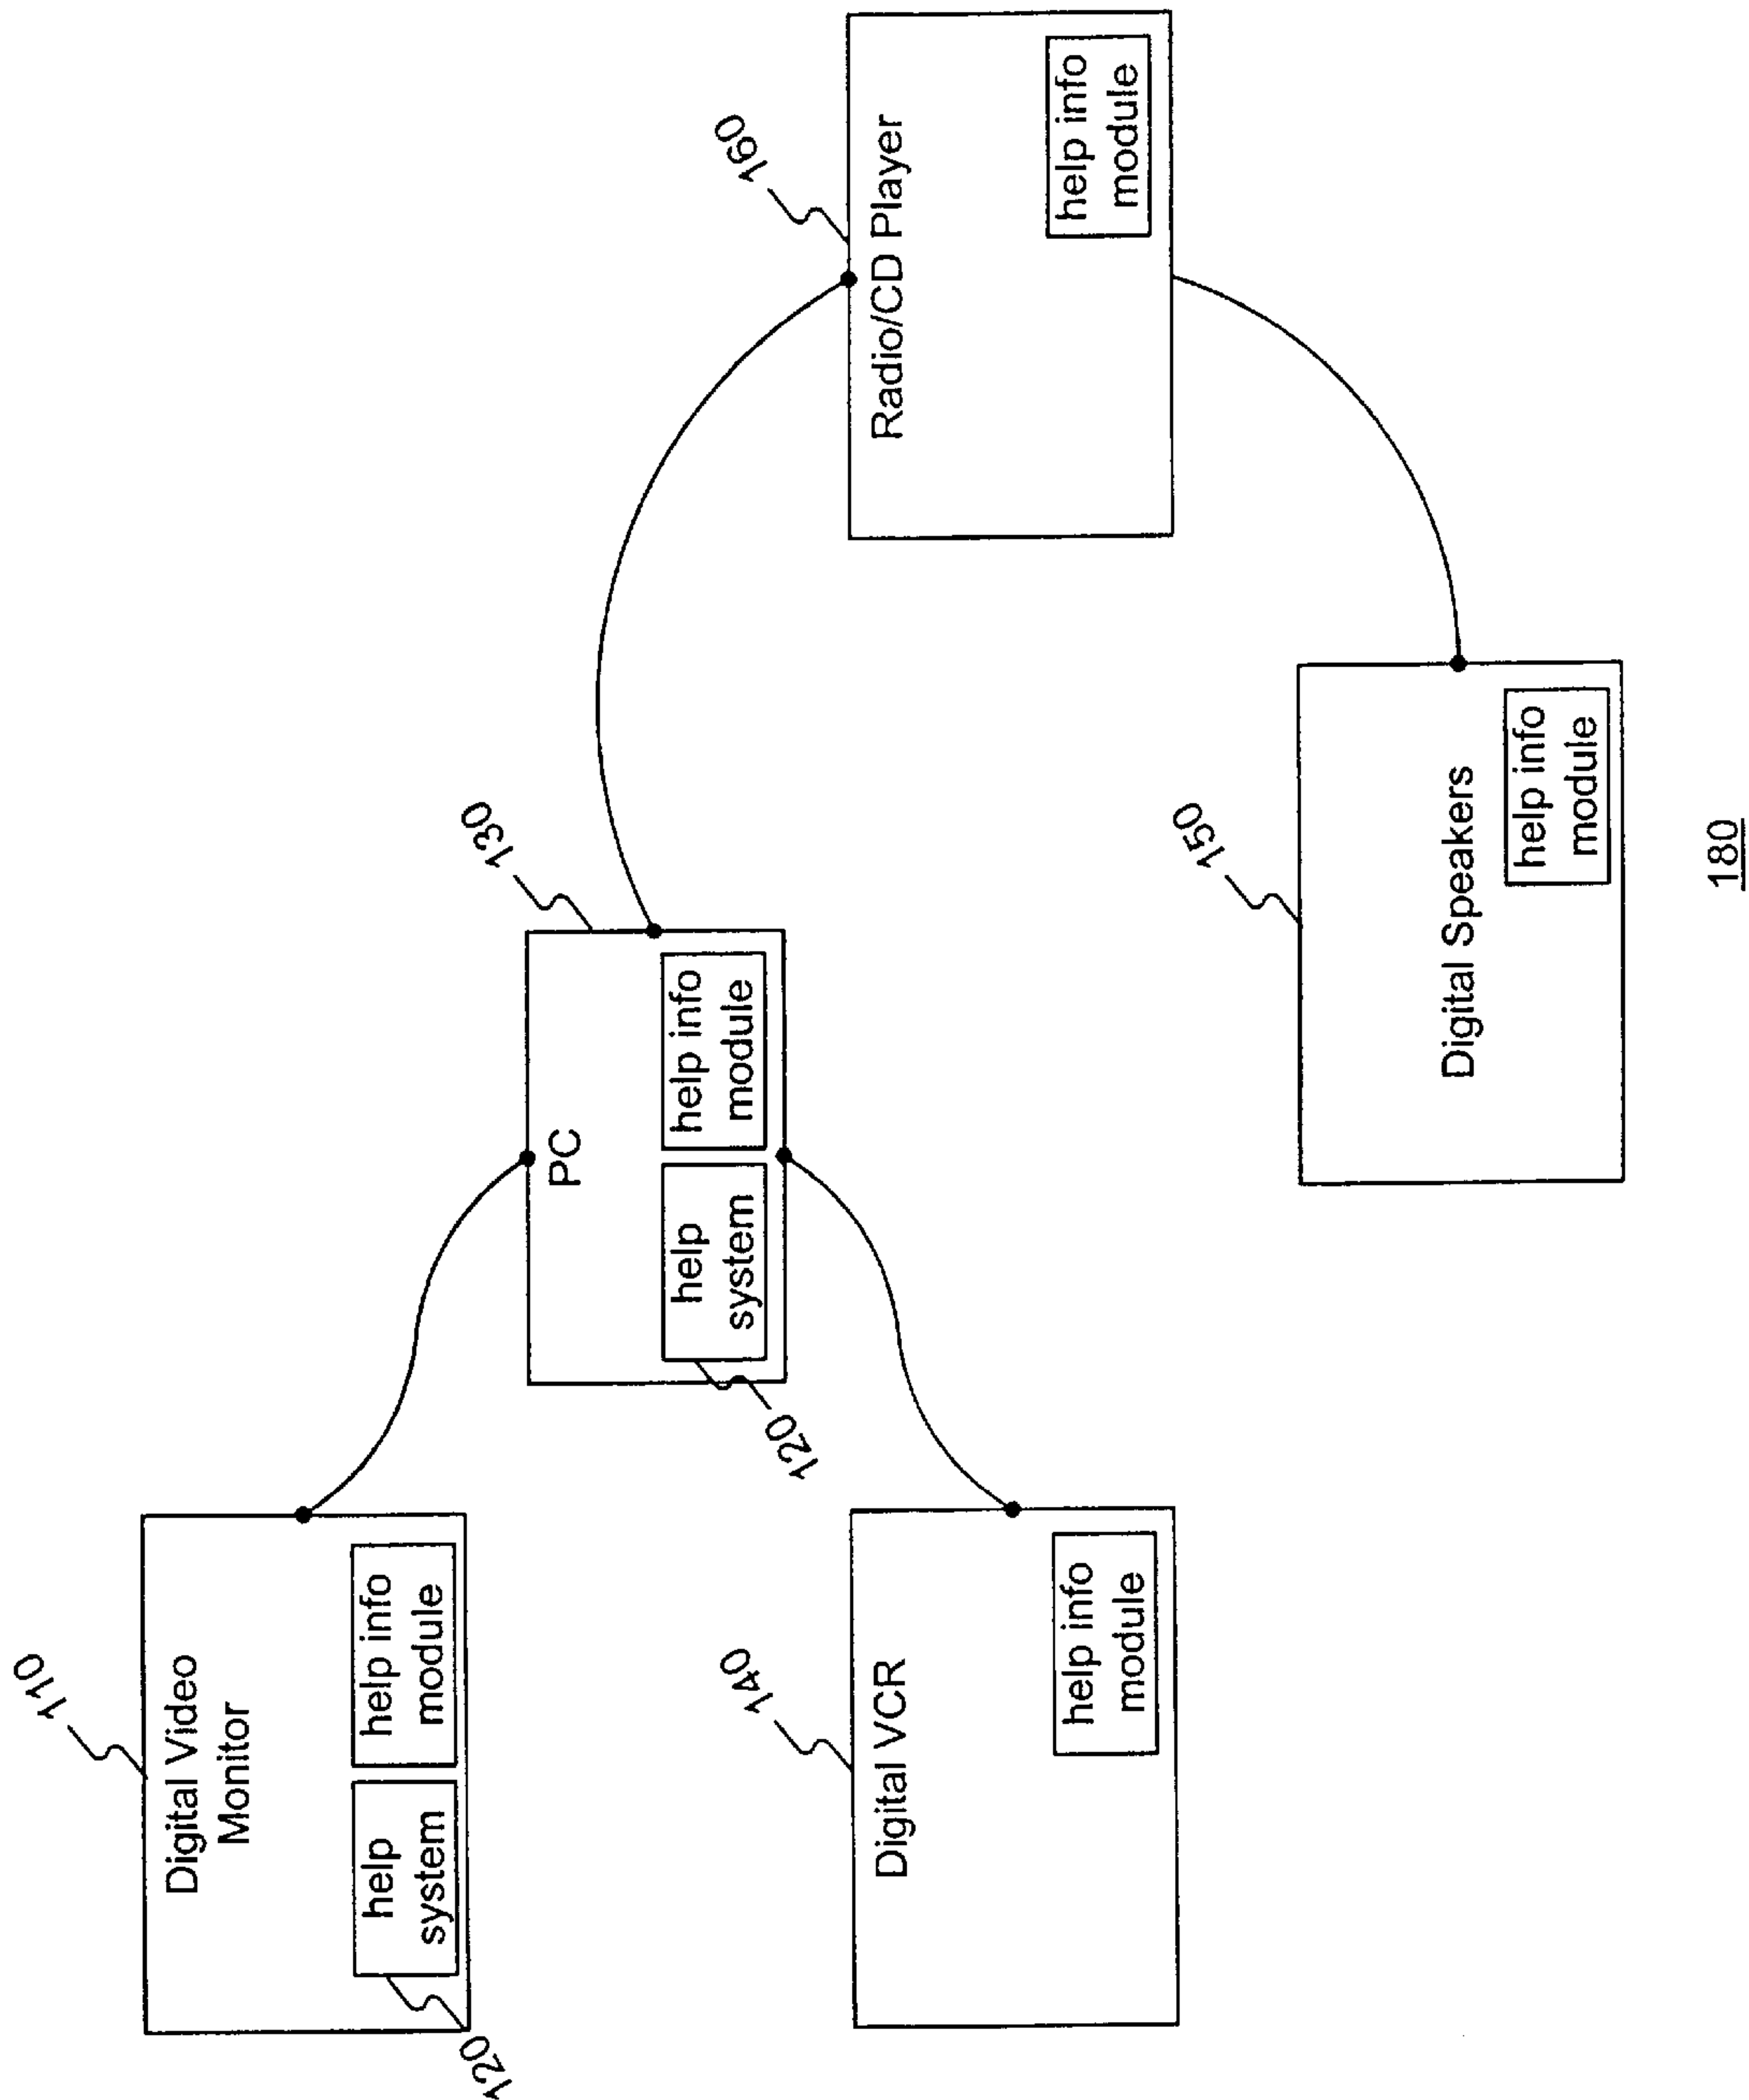 110
Digital Video
Monitor
help
system
help info
module
120
130
PC
help
system
help info
module
120
160
Radio/CD Player
help info
module
140
Digital VCR
help info
module
150
Digital Speakers
help info
module
180